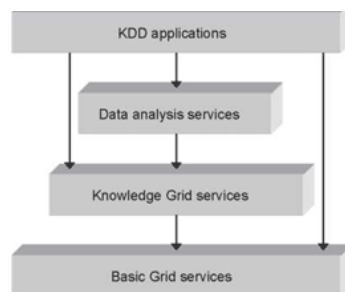 KDD applications
Data analysis services
Knowledge Grid services
Basic Grid services